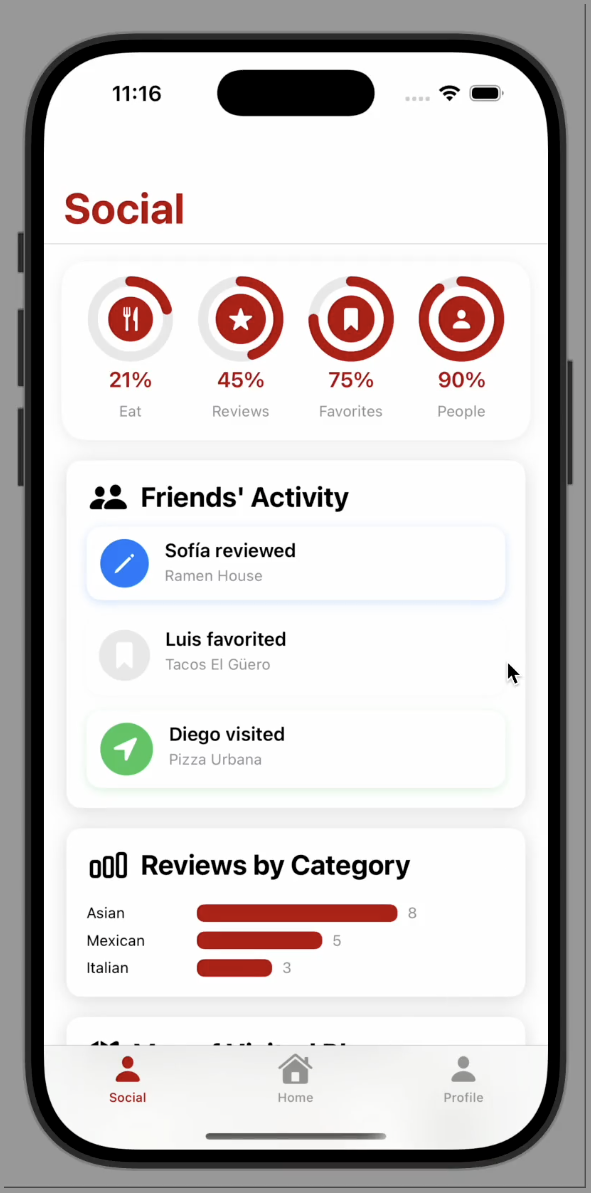 11:16
Social
21% 45% 75% 90%
Eat Reviews Favorites People
Friends' Activity
Sofía reviewed
Ramen House
Luis favorited
Tacos El Güero
Diego visited
Pizza Urbana
Reviews by Category
Asian 8
Mexican 5
Italian 3
Social Home Profile